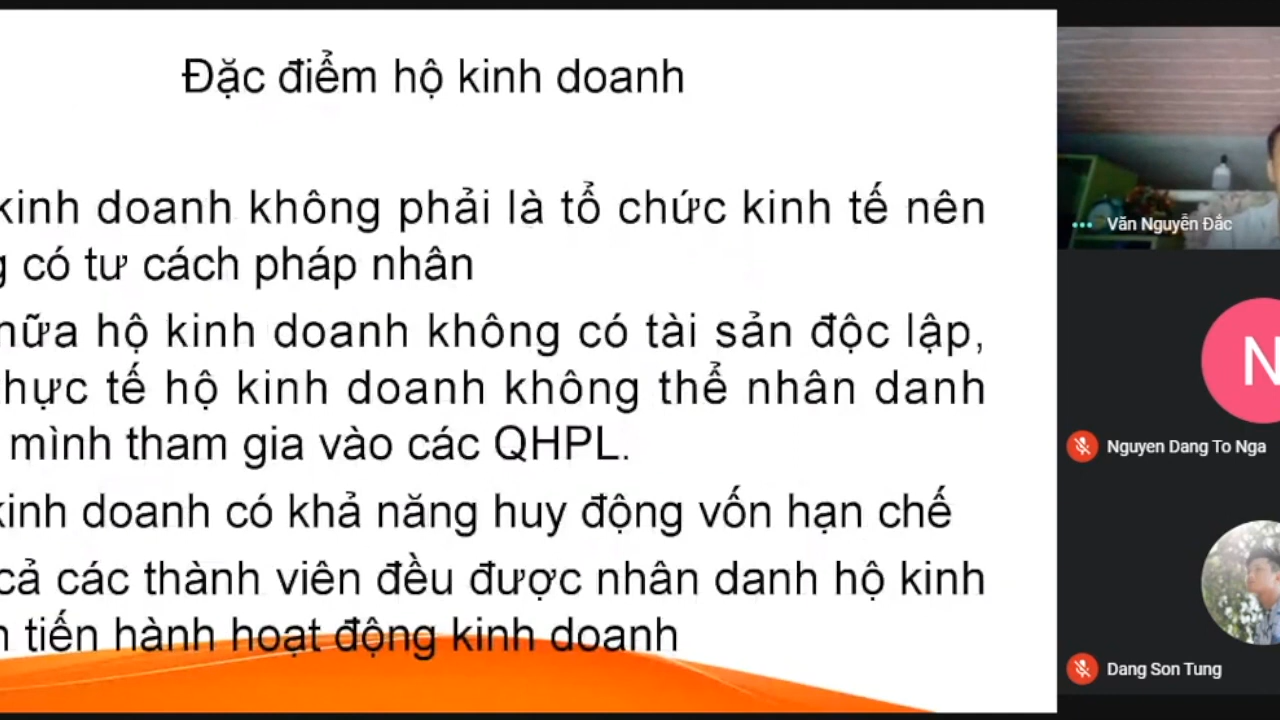 Đặc điểm hộ kinh doanh
kinh doanh không phải là tổ chức kinh tế nên
có tư cách pháp nhân
nữa hộ kinh doanh không có tài sản độc lập,
thực tế hộ kinh doanh không thể nhân danh
mình tham gia vào các QHPL.
kinh doanh có khả năng huy động vốn hạn chế
cả các thành viên đều được nhân danh hộ kinh
tiến hành hoạt động kinh doanh
Văn Nguyễn Đắc
N
Nguyen Dang To Nga
Dang Son Tung